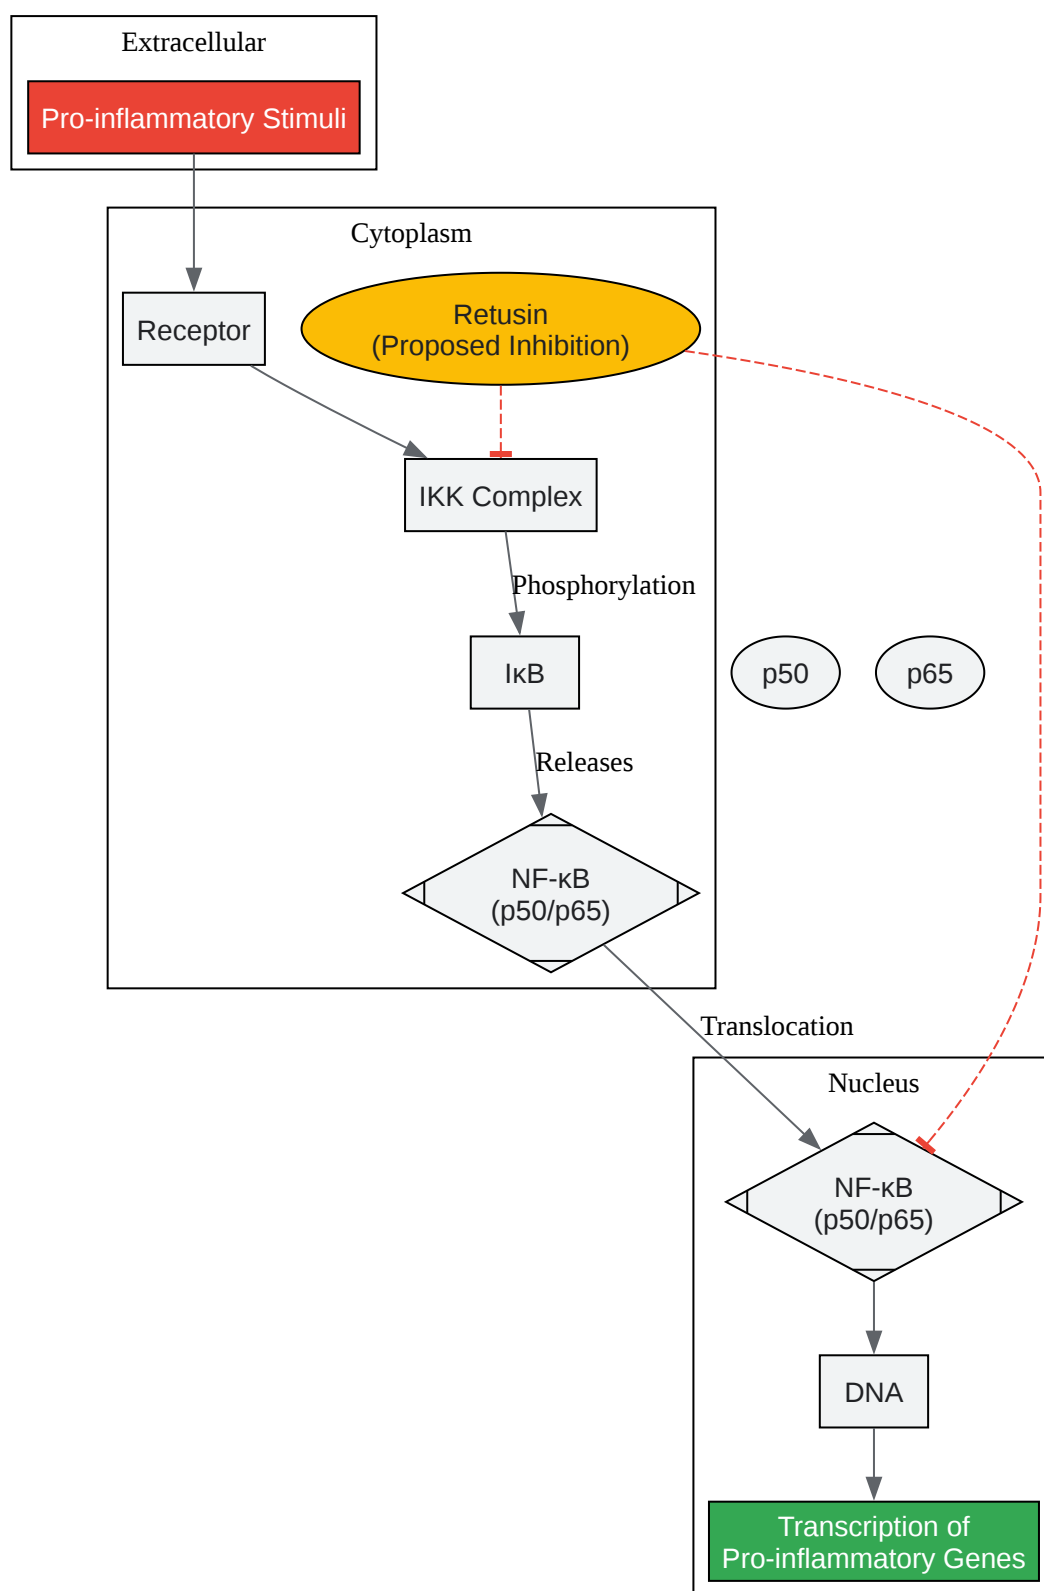 Extracellular
Pro-inflammatory Stimuli
Cytoplasm
Receptor
Retusin
(Proposed Inhibition)
IKK Complex
Phosphorylation
IκB
p50
p65
Releases
NF-κB
(p50/p65)
Translocation
Nucleus
NF-κB
(p50/p65)
DNA
Transcription of
Pro-inflammatory Genes